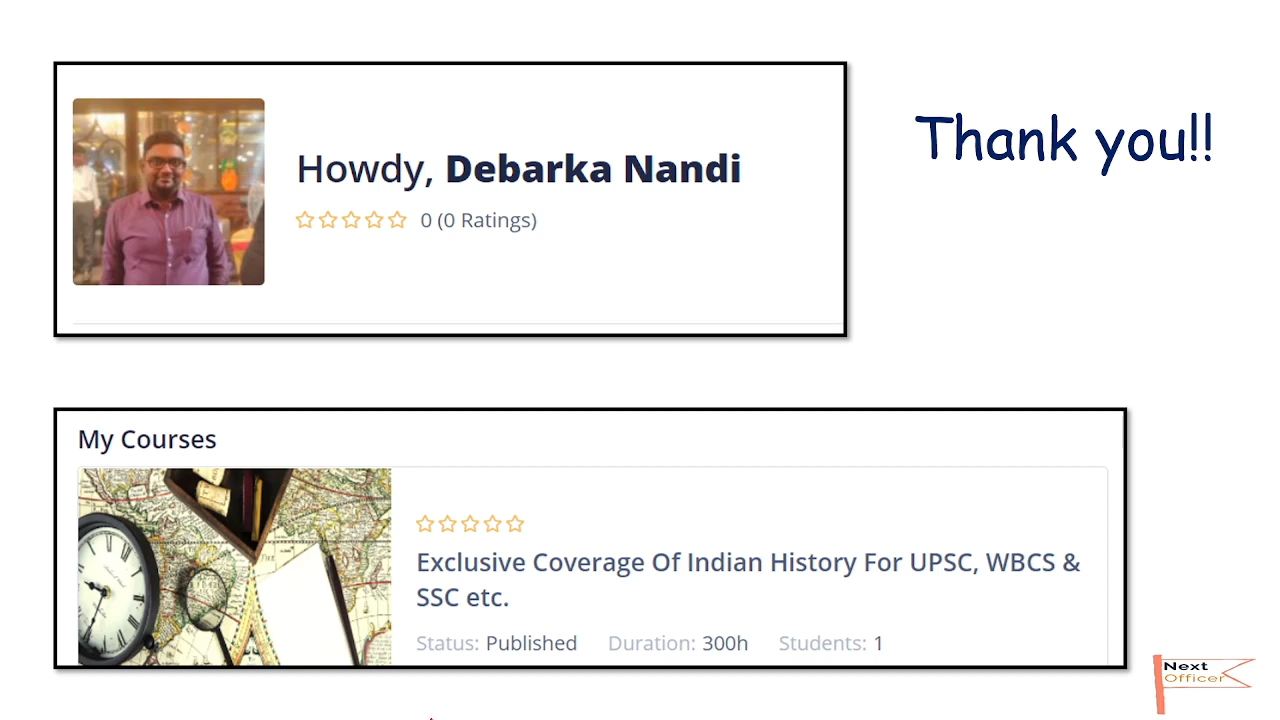 Thank you!!
Howdy, Debarka Nandi
0 (0 Ratings)
My Courses
Exclusive Coverage Of Indian History For UPSC, WBCS &
SSC etc.
Status: Published Duration: 300h Students: 1
Next
Officer